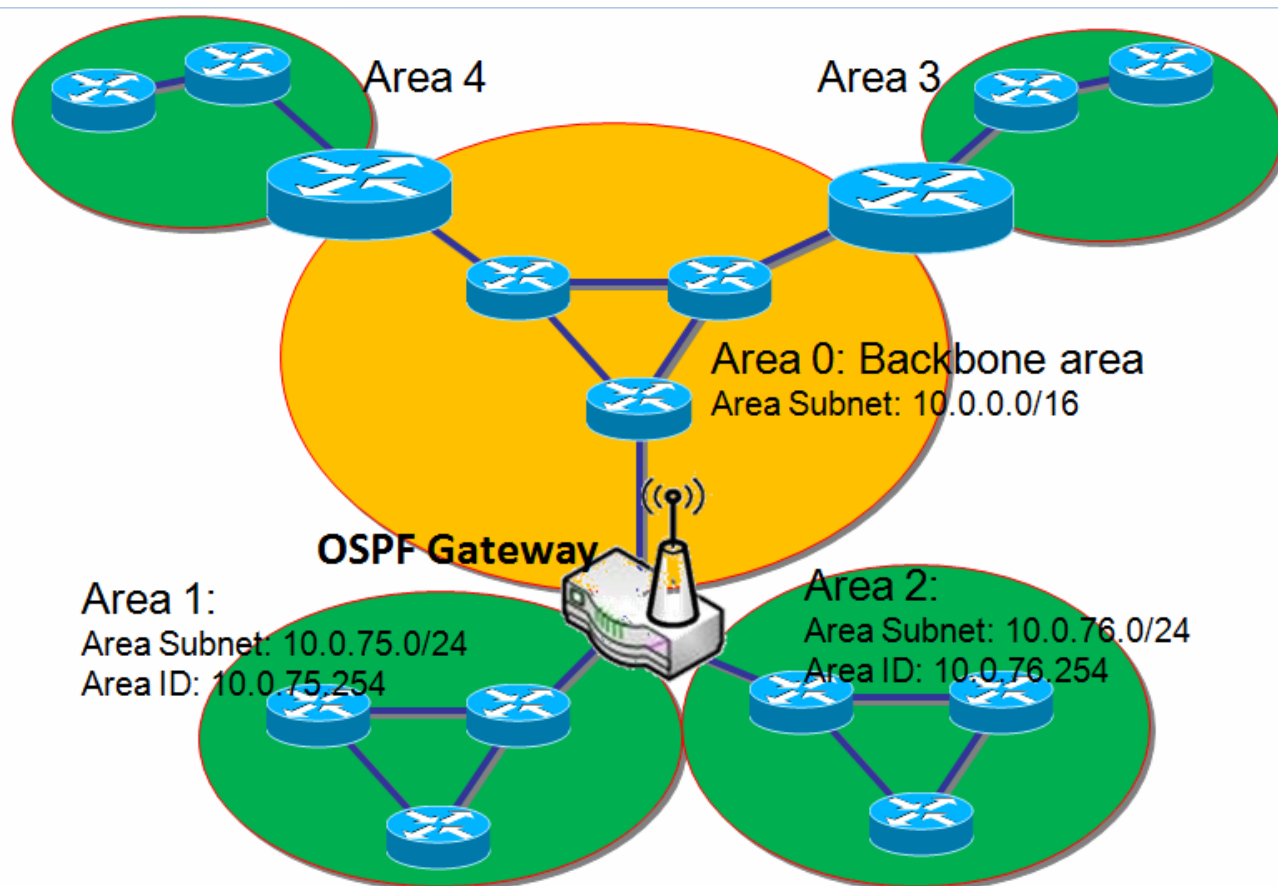 Area 4
Area 3
Area 0: Backbone area
Area Subnet: 10.0.0.0/16
OSPF Gateway
Area 1:
Area Subnet: 10.0.75.0/24
Area ID: 10.0.75.254
Area 2:
Area Subnet: 10.0.76.0/24
Area ID: 10.0.76.254